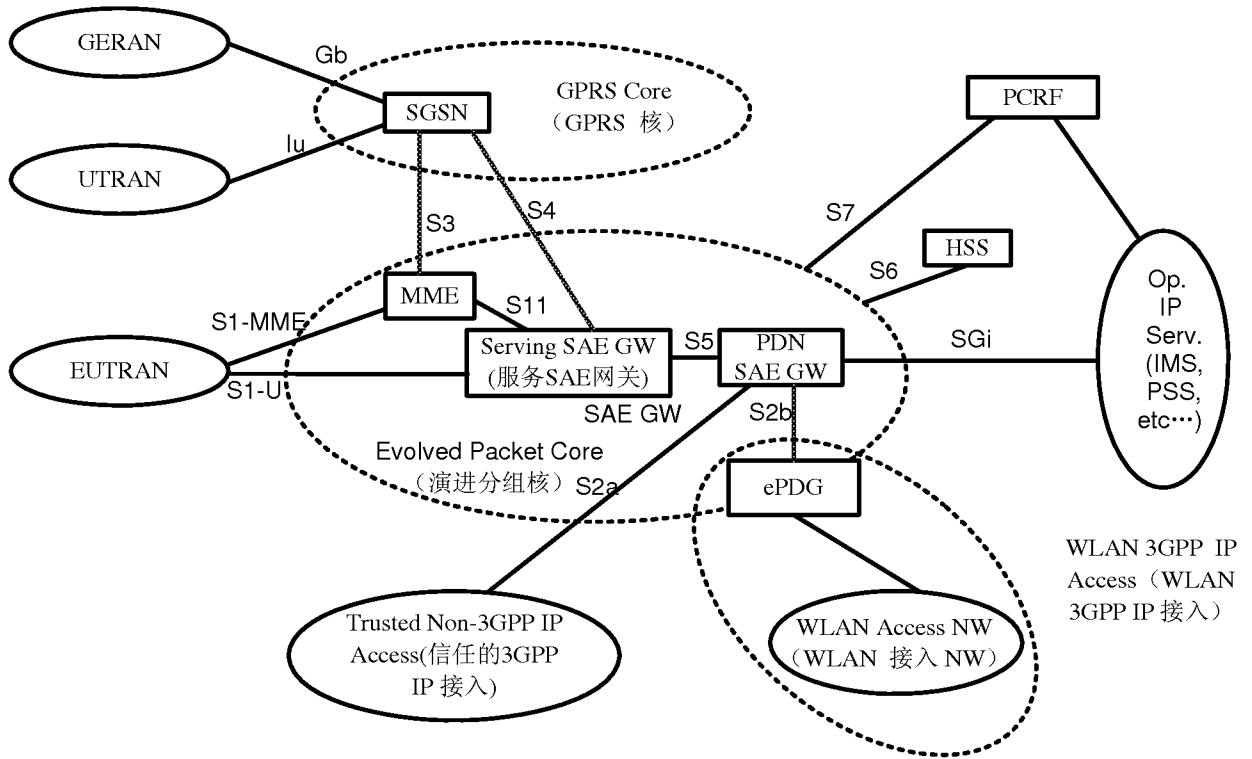 GERAN
Gb
SGSN
GPRS Core
（GPRS 核）
PCRF
Iu
UTRAN
S3
S4
S7
HSS
S6
MME
S11
S1-MME
EUTRAN
S1-U
Serving SAE GW
(服务SAE网关)
SAE GW
S5
PDN
SAE GW
SGi
Op.
IP
Serv.
(IMS,
PSS,
etc…)
S2b
Evolved Packet Core
（演进分组核）
S2a
ePDG
WLAN 3GPP IP
Access（WLAN
3GPP IP 接入）
Trusted Non-3GPP IP
Access(信任的3GPP
IP 接入)
WLAN Access NW
（WLAN 接入 NW）